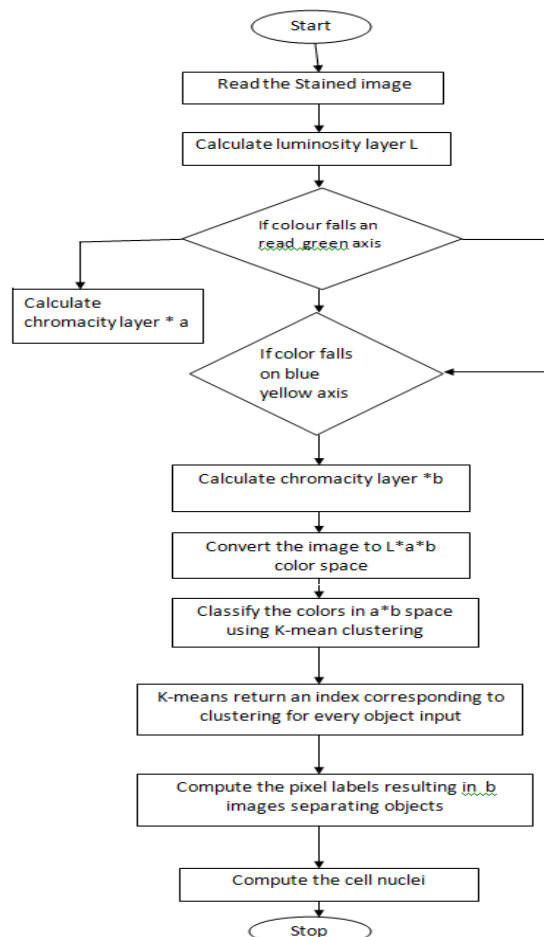 Start
Read the Stained image
Calculate luminosity layer L
If colour falls an
read green axis
Calculate
chromacity layer * a
If color falls
on blue
yellow axis
Calculate chromacity layer *b
Convert the image to L*a*b
color space
Classify the colors in a*b space
using K-mean clustering
K-means return an index corresponding to
clustering for every object input
Compute the pixel labels resulting in b
images separating objects
Compute the cell nuclei
Stop